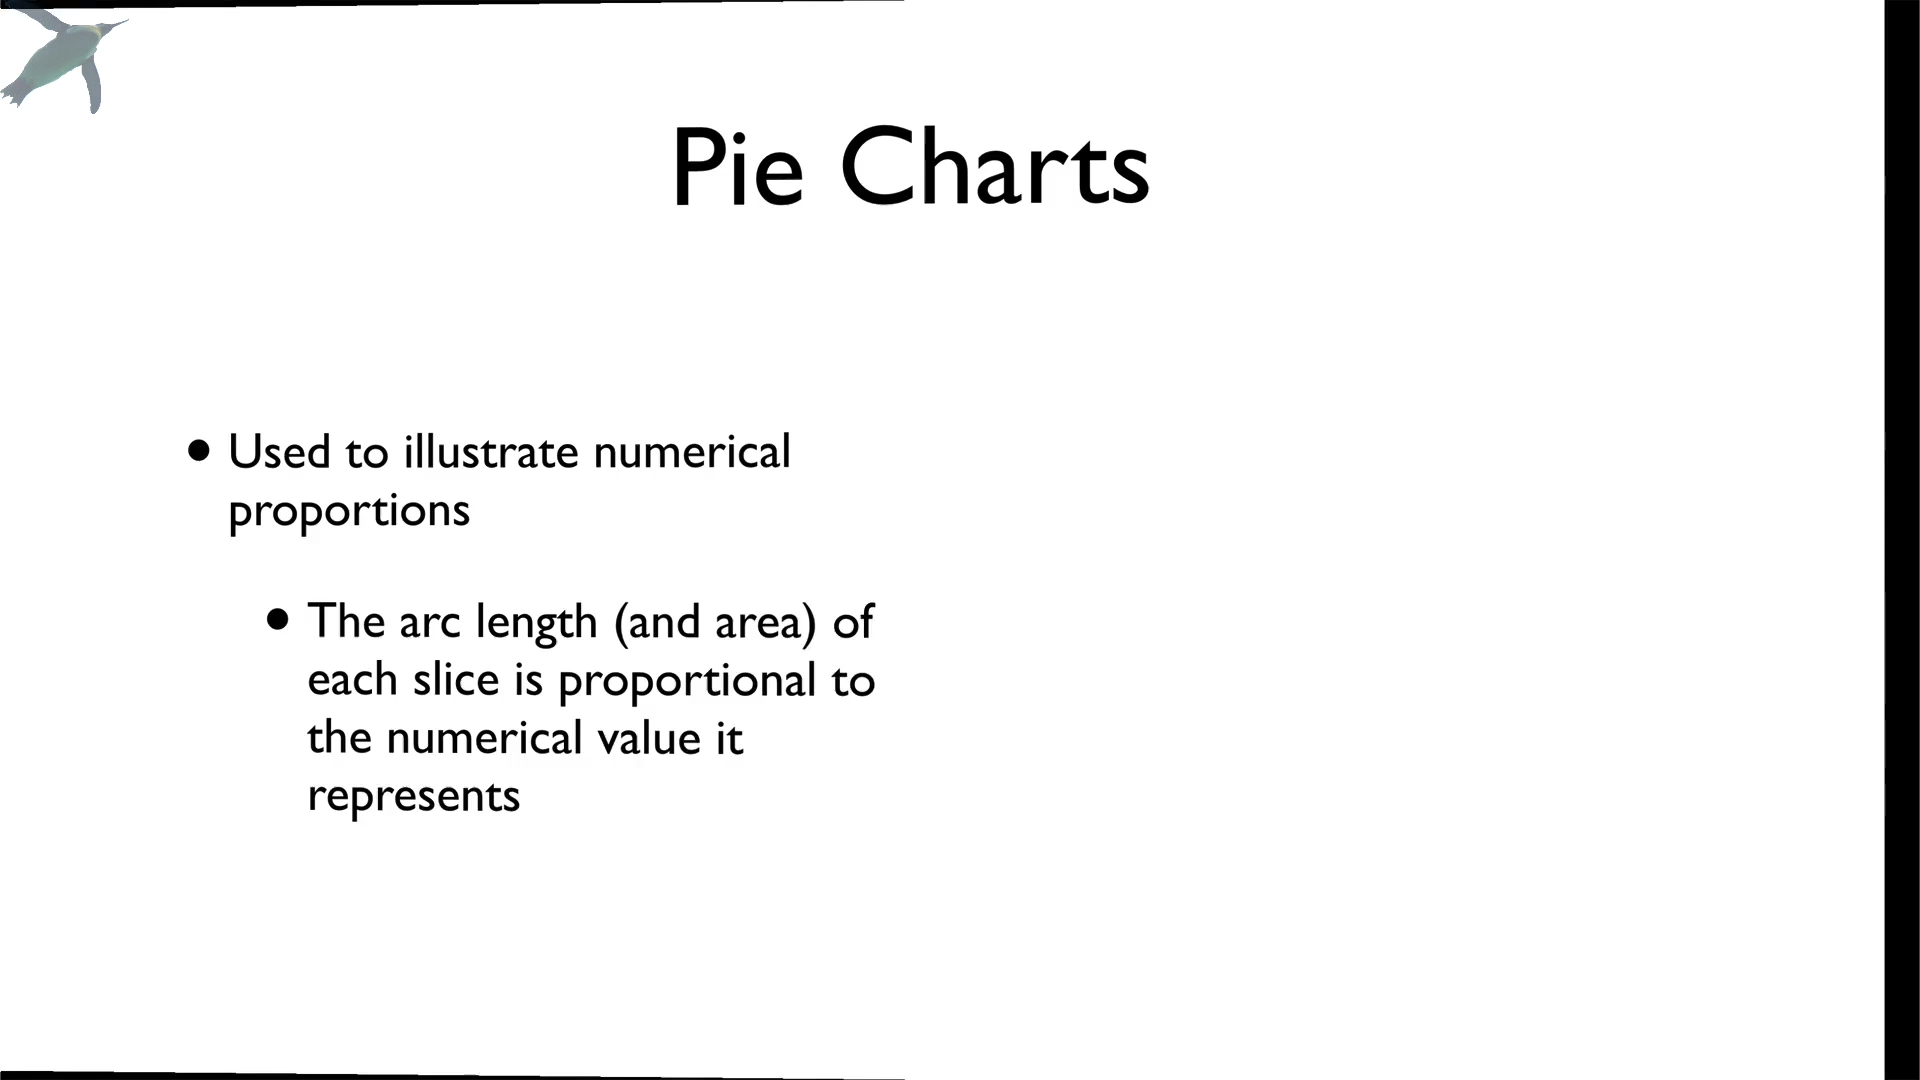 Pie Charts
• Used to illustrate numerical
proportions
• The arc length (and area) of
each slice is proportional to
the numerical value it
represents